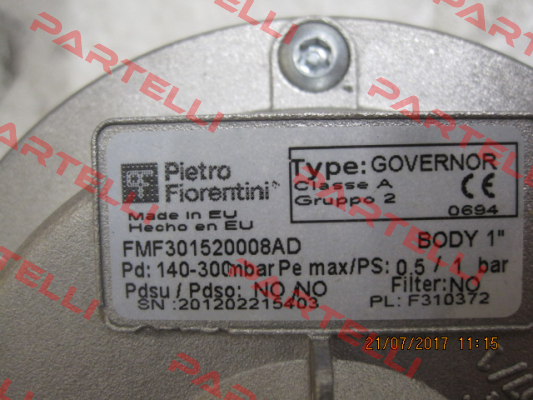 PARTELLI
PARTELLI
PARTELLI
Pietro
Fiorentini
Type: GOVERNOR
Classe A
Gruppo 2
CE
0694
Made in EU
Hecho en EU
FMF301520008AD
BODY 1"
Pd: 140-300mbar Pe max/PS: 0.5 / bar
Pdsu / Pdso: NO NO
Filter: NO
SN :201202215403
PL: F310372
21/07/2017 11:15
PARTELLI
PARTELLI